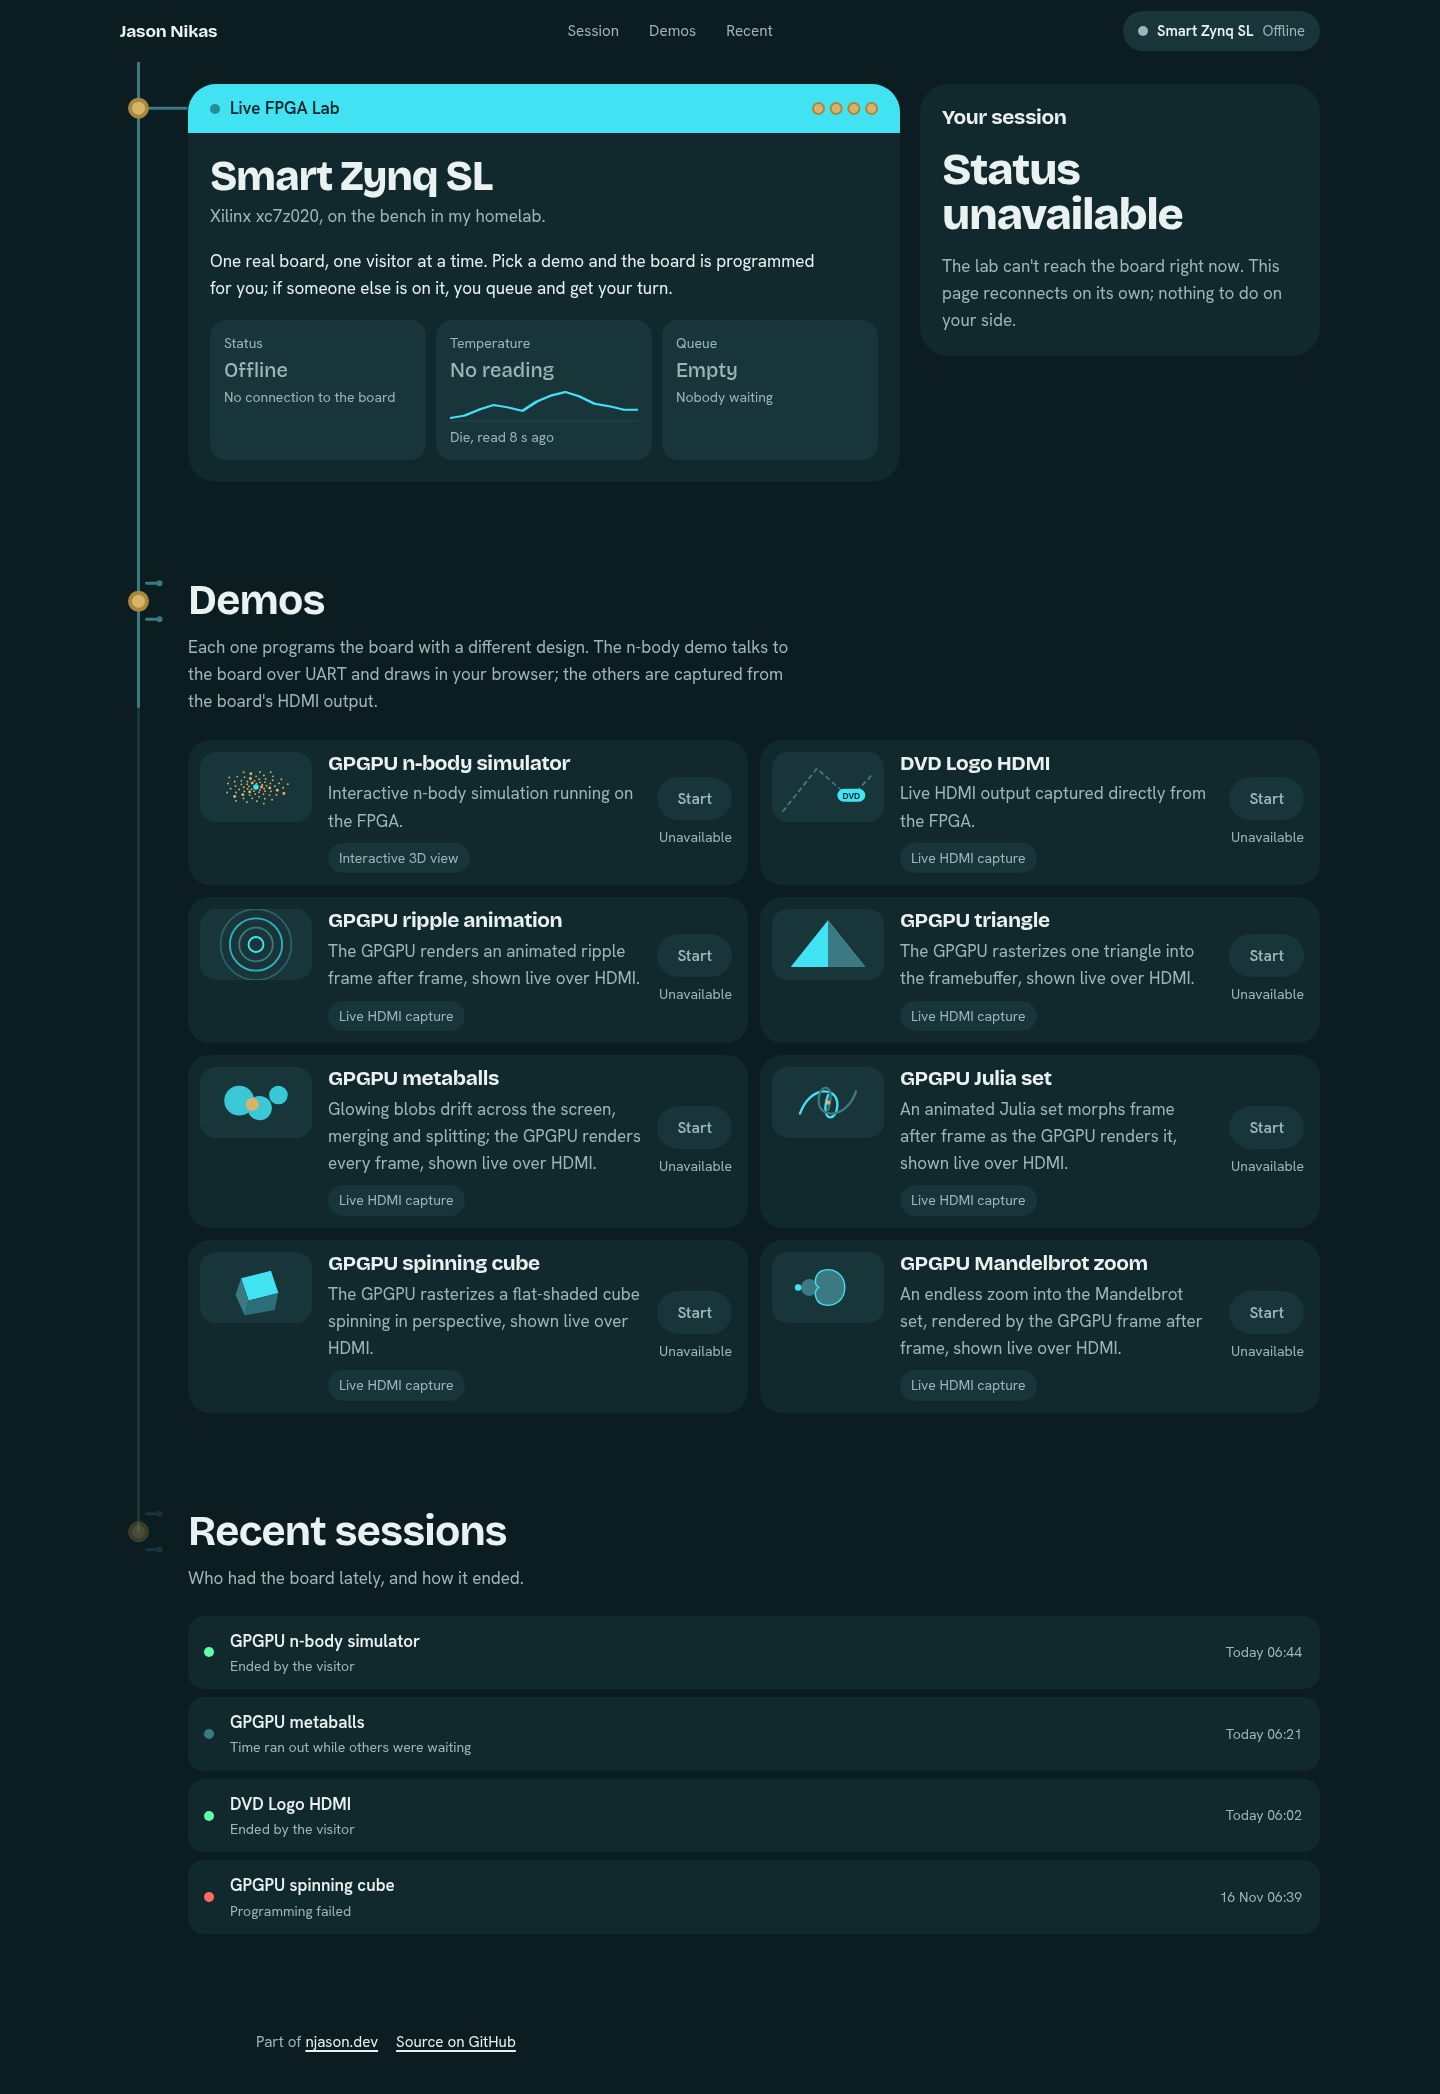 Jason Nikas
Session
Demos
Recent
Smart Zynq SL Offline
Live FPGA Lab
Smart Zynq SL
Xilinx xc7z020, on the bench in my homelab.
One real board, one visitor at a time. Pick a demo and the board is programmed
for you; if someone else is on it, you queue and get your turn.
Status
Offline
No connection to the board
Temperature
No reading
Die, read 8 s ago
Queue
Empty
Nobody waiting
Your session
Status
unavailable
The lab can't reach the board right now. This
page reconnects on its own; nothing to do on
your side.
Demos
Each one programs the board with a different design. The n-body demo talks to
the board over UART and draws in your browser; the others are captured from
the board's HDMI output.
GPGPU n-body simulator
Interactive n-body simulation running on
the FPGA.
Interactive 3D view
Start
Unavailable
DVD
DVD Logo HDMI
Live HDMI output captured directly from
the FPGA.
Live HDMI capture
Start
Unavailable
GPGPU ripple animation
The GPGPU renders an animated ripple
frame after frame, shown live over HDMI.
Live HDMI capture
Start
Unavailable
GPGPU triangle
The GPGPU rasterizes one triangle into
the framebuffer, shown live over HDMI.
Live HDMI capture
Start
Unavailable
GPGPU metaballs
Glowing blobs drift across the screen,
merging and splitting; the GPGPU renders
every frame, shown live over HDMI.
Live HDMI capture
Start
Unavailable
GPGPU Julia set
An animated Julia set morphs frame
after frame as the GPGPU renders it,
shown live over HDMI.
Live HDMI capture
Start
Unavailable
GPGPU spinning cube
The GPGPU rasterizes a flat-shaded cube
spinning in perspective, shown live over
HDMI.
Live HDMI capture
Start
Unavailable
GPGPU Mandelbrot zoom
An endless zoom into the Mandelbrot
set, rendered by the GPGPU frame after
frame, shown live over HDMI.
Live HDMI capture
Start
Unavailable
Recent sessions
Who had the board lately, and how it ended.
GPGPU n-body simulator
Ended by the visitor
Today 06:44
GPGPU metaballs
Time ran out while others were waiting
Today 06:21
DVD Logo HDMI
Ended by the visitor
Today 06:02
GPGPU spinning cube
Programming failed
16 Nov 06:39
Part of njason.dev Source on GitHub